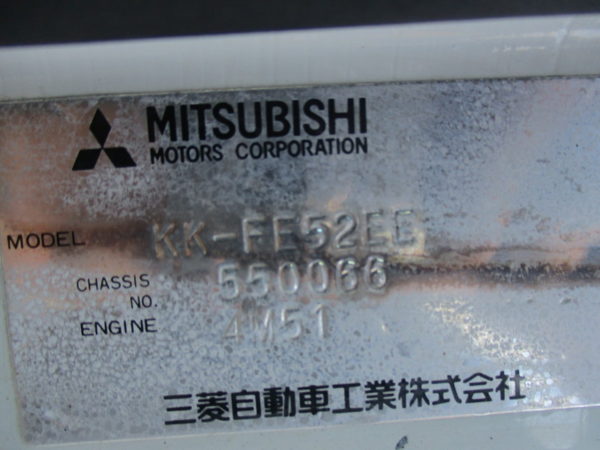 MITSUBISHI
MOTORS CORPORATION
MODEL KK-FE52EE
CHASSIS NO. 550066
ENGINE 4M51
三菱自動車工業株式会社